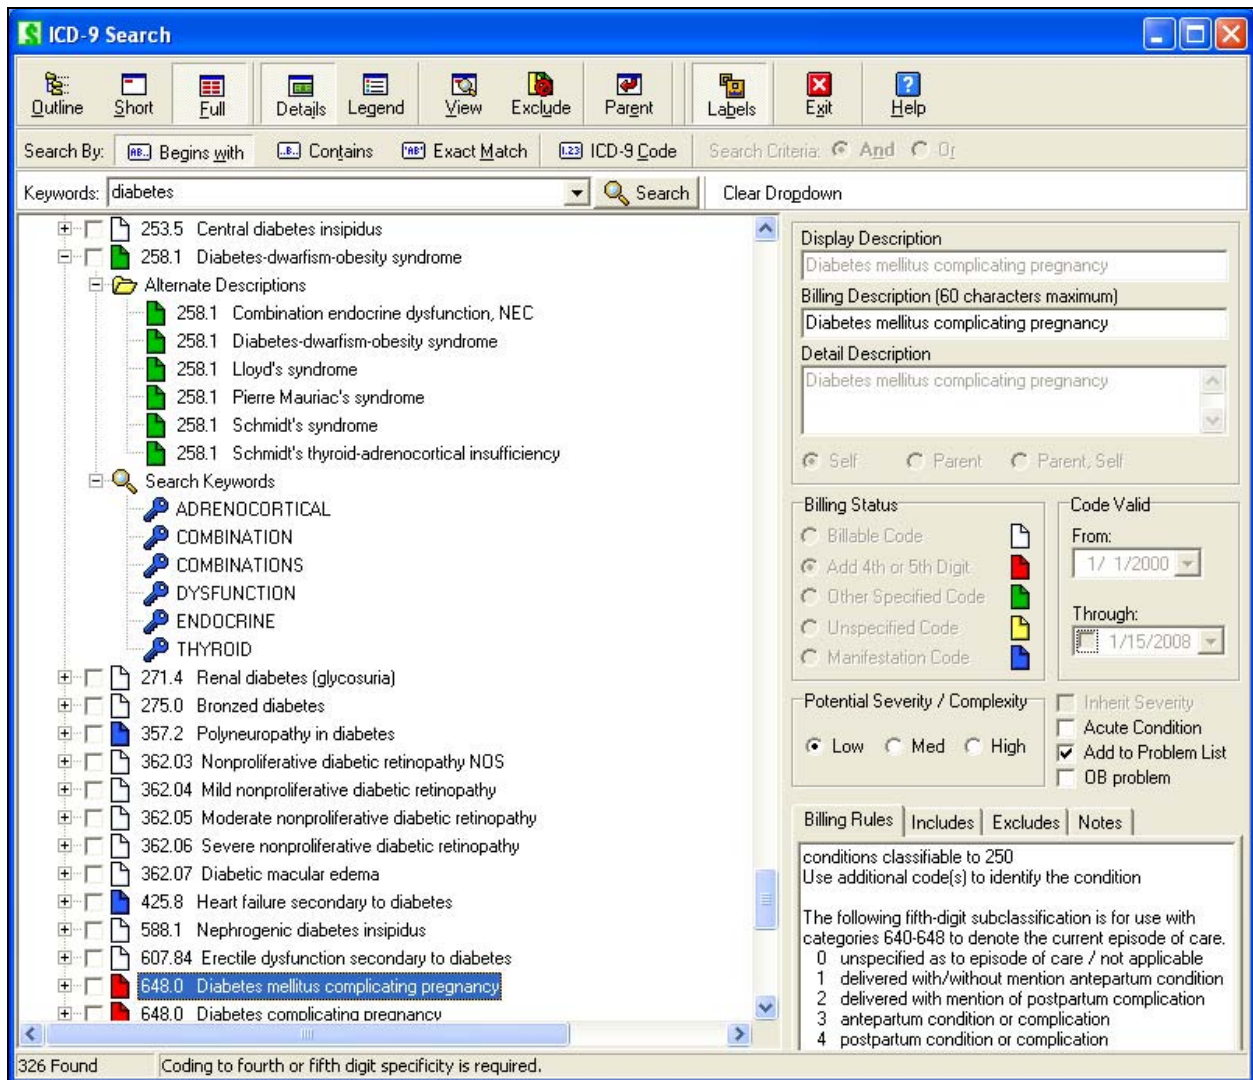 ICD-9 Search
Outline Short Full Details Legend View Exclude Parent Labels Exit Help
Search By: AB.. Begins with ..B.. Contains "AB" Exact Match 1.23 ICD-9 Code Search Criteria: And Or
Keywords: diabetes Search Clear Dropdown
253.5 Central diabetes insipidus
258.1 Diabetes-dwarfism-obesity syndrome
Alternate Descriptions
258.1 Combination endocrine dysfunction, NEC
258.1 Diabetes-dwarfism-obesity syndrome
258.1 Lloyd's syndrome
258.1 Pierre Mauriac's syndrome
258.1 Schmidt's syndrome
258.1 Schmidt's thyroid-adrenocortical insufficiency
Search Keywords
ADRENOCORTICAL
COMBINATION
COMBINATIONS
DYSFUNCTION
ENDOCRINE
THYROID
271.4 Renal diabetes (glycosuria)
275.0 Bronzed diabetes
357.2 Polyneuropathy in diabetes
362.03 Nonproliferative diabetic retinopathy NOS
362.04 Mild nonproliferative diabetic retinopathy
362.05 Moderate nonproliferative diabetic retinopathy
362.06 Severe nonproliferative diabetic retinopathy
362.07 Diabetic macular edema
425.8 Heart failure secondary to diabetes
588.1 Nephrogenic diabetes insipidus
607.84 Erectile dysfunction secondary to diabetes
648.0 Diabetes mellitus complicating pregnancy
648.0 Diabetes complicating pregnancy
Display Description
Diabetes mellitus complicating pregnancy
Billing Description (60 characters maximum)
Diabetes mellitus complicating pregnancy
Detail Description
Diabetes mellitus complicating pregnancy
Self Parent Parent, Self
Billing Status
Billable Code
Add 4th or 5th Digit
Other Specified Code
Unspecified Code
Manifestation Code
Code Valid
From:
1/ 1/2000
Through:
1/15/2008
Potential Severity / Complexity
Low Med High
Inherit Severity
Acute Condition
Add to Problem List
OB problem
Billing Rules Includes Excludes Notes
conditions classifiable to 250
Use additional code(s) to identify the condition
The following fifth-digit subclassification is for use with
categories 640-648 to denote the current episode of care.
0 unspecified as to episode of care / not applicable
1 delivered with/without mention antepartum condition
2 delivered with mention of postpartum complication
3 antepartum condition or complication
4 postpartum condition or complication
326 Found Coding to fourth or fifth digit specificity is required.